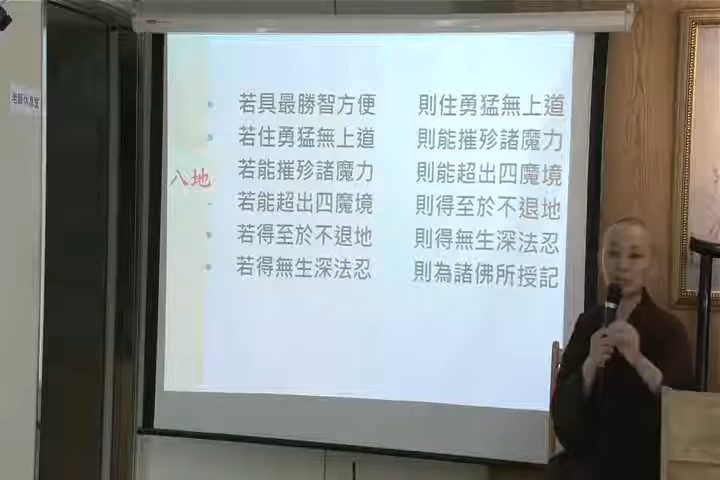 若具最勝智方便 則住勇猛無上道
若住勇猛無上道 則能摧殄諸魔力
八地 若能摧殄諸魔力 則能超出四魔境
若能超出四魔境 則得至於不退地
若得至於不退地 則得無生深法忍
若得無生深法忍 則為諸佛所授記